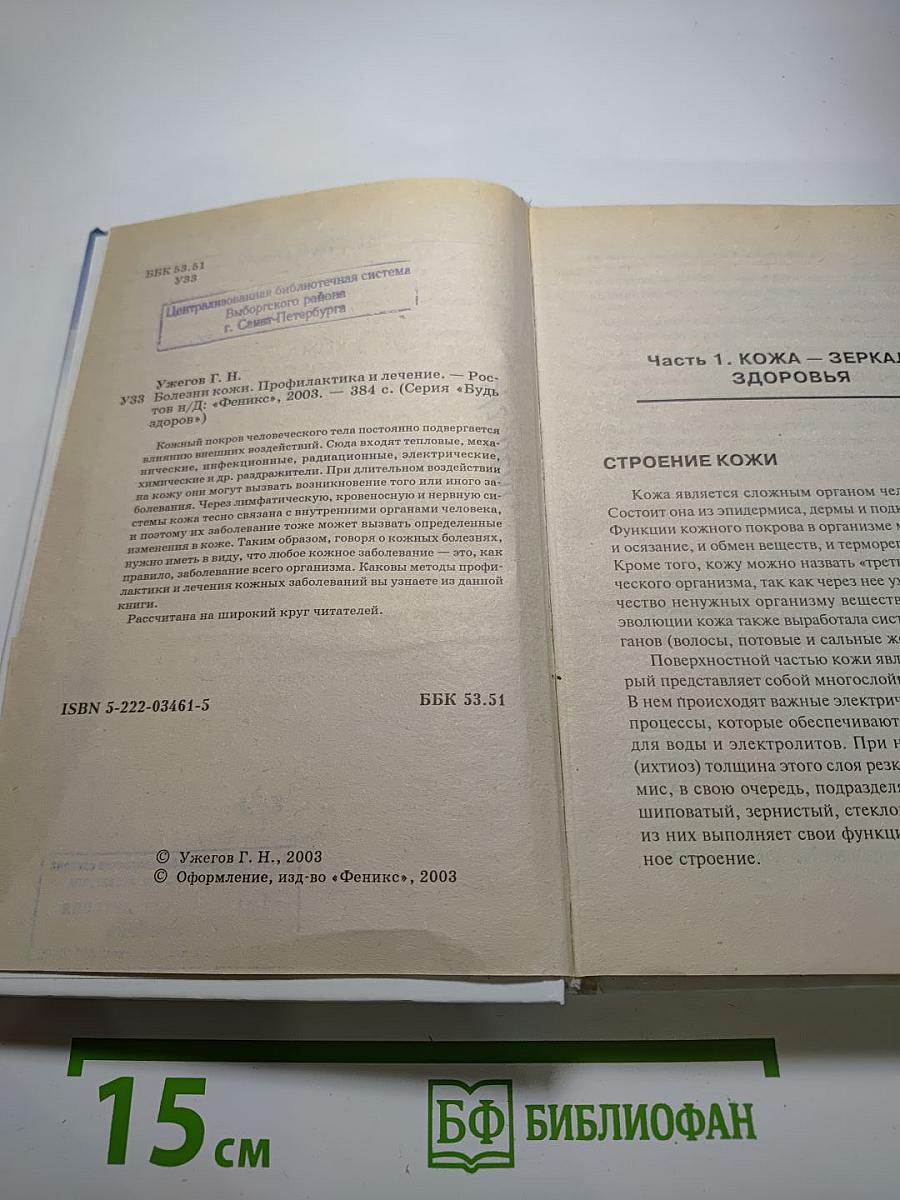 ББК 53.51
У33
Централизованная библиотечная система
Выборгского района
г. Санкт-Петербурга
Ужегов Г. Н.
У33 Болезни кожи. Профилактика и лечение. — Рос-
тов н/Д: «Феникс», 2003. — 384 с. (Серия «Будь
здоров»)
Кожный покров человеческого тела постоянно подвергается
влиянию внешних воздействий. Сюда входят тепловые, меха-
нические, инфекционные, радиационные, электрические,
химические и др. раздражители. При длительном воздействии
на кожу они могут вызвать возникновение того или иного за-
болевания. Через лимфатическую, кровеносную и нервную си-
стемы кожа тесно связана с внутренними органами человека,
и поэтому их заболевание тоже может вызвать определенные
изменения в коже. Таким образом, говоря о кожных болезнях,
нужно иметь в виду, что любое кожное заболевание — это, как
правило, заболевание всего организма. Каковы методы профи-
лактики и лечения кожных заболеваний вы узнаете из данной
книги.
Рассчитана на широкий круг читателей.
ISBN 5-222-03461-5
ББК 53.51
© Ужегов Г. Н., 2003
© Оформление, изд-во «Феникс», 2003
Часть 1. КОЖА — ЗЕРКАЛ
ЗДОРОВЬЯ
СТРОЕНИЕ КОЖИ
Кожа является сложным органом чел
Состоит она из эпидермиса, дермы и подк
Функции кожного покрова в организме м
и осязание, и обмен веществ, и терморег
Кроме того, кожу можно назвать «трет
ческого организма, так как через нее ух
чество ненужных организму веществ
эволюции кожа также выработала сист
ганов (волосы, потовые и сальные же
Поверхностной частью кожи явл
рый представляет собой многослой
В нем происходят важные электрич
процессы, которые обеспечивают
для воды и электролитов. При н
(ихтиоз) толщина этого слоя резк
мис, в свою очередь, подразделя
шиповатый, зернистый, стекло
из них выполняет свои функци
ное строение.
15 см
БФ БИБЛИОФАН